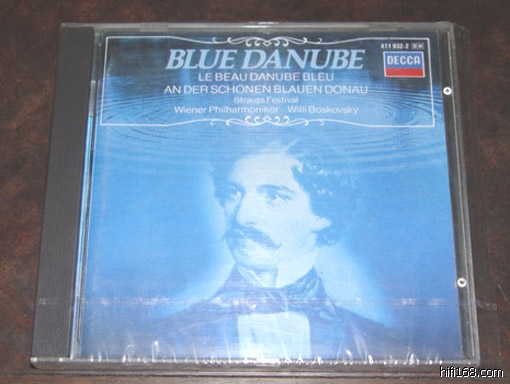 BLUE DANUBE
411 932-2
DECCA
LE BEAU DANUBE BLEU
AN DER SCHÖNEN BLAUEN DONAU
Strauss Festival
Wiener Philharmoniker · Willi Boskovsky
hifi168.com